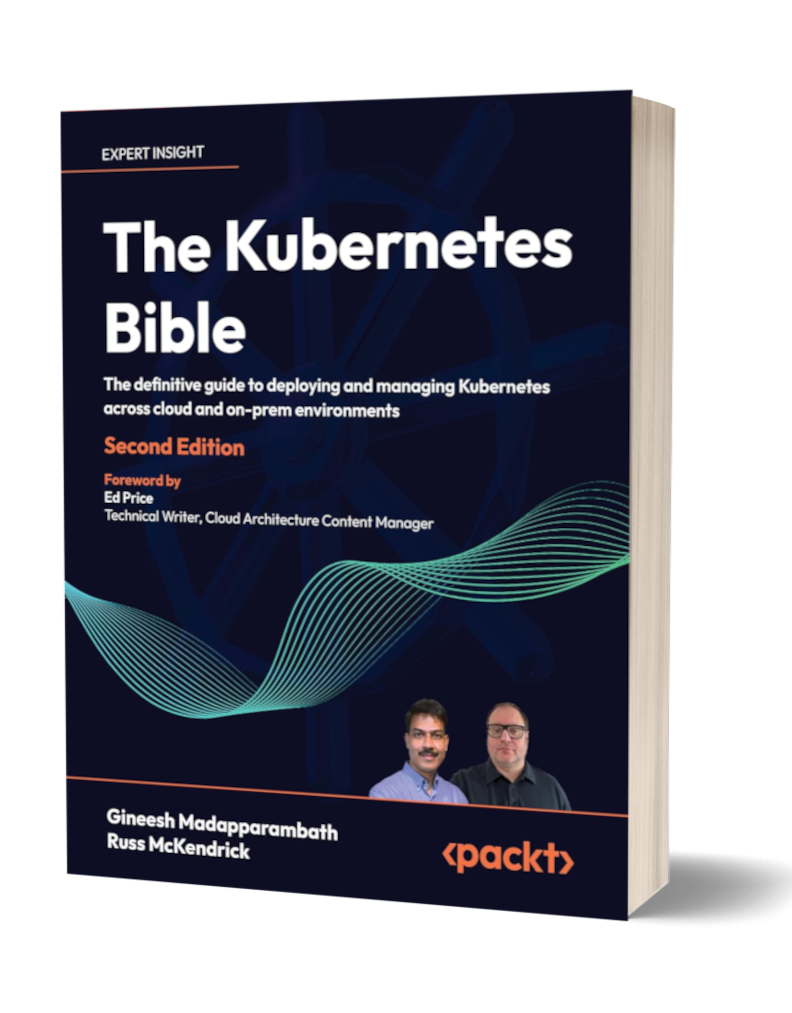 EXPERT INSIGHT
The Kubernetes
Bible
The definitive guide to deploying and managing Kubernetes
across cloud and on-prem environments
Second Edition
Foreword by
Ed Price
Technical Writer, Cloud Architecture Content Manager
Gineesh Madapparambath
Russ McKendrick
<packt>